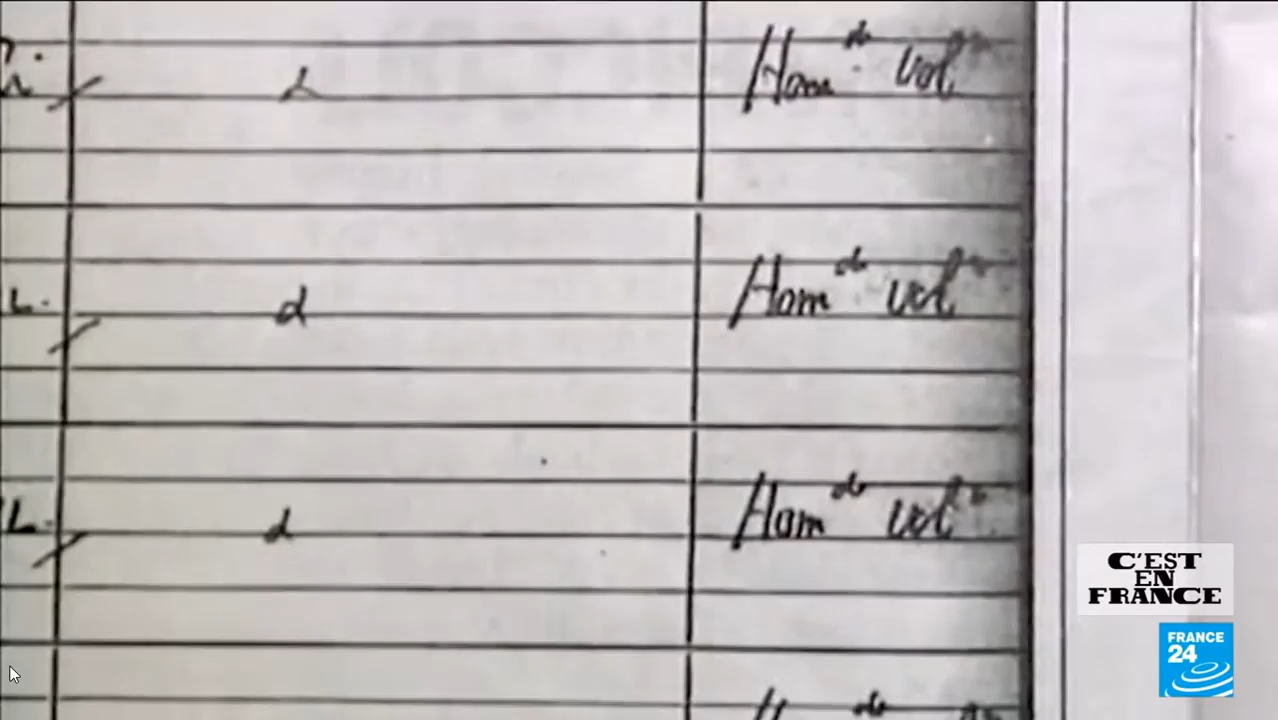 d Hom^de vol^re
L. d Hom^de vol^re
L. d Hom^de vol^re
C'EST
EN
FRANCE
FRANCE
24